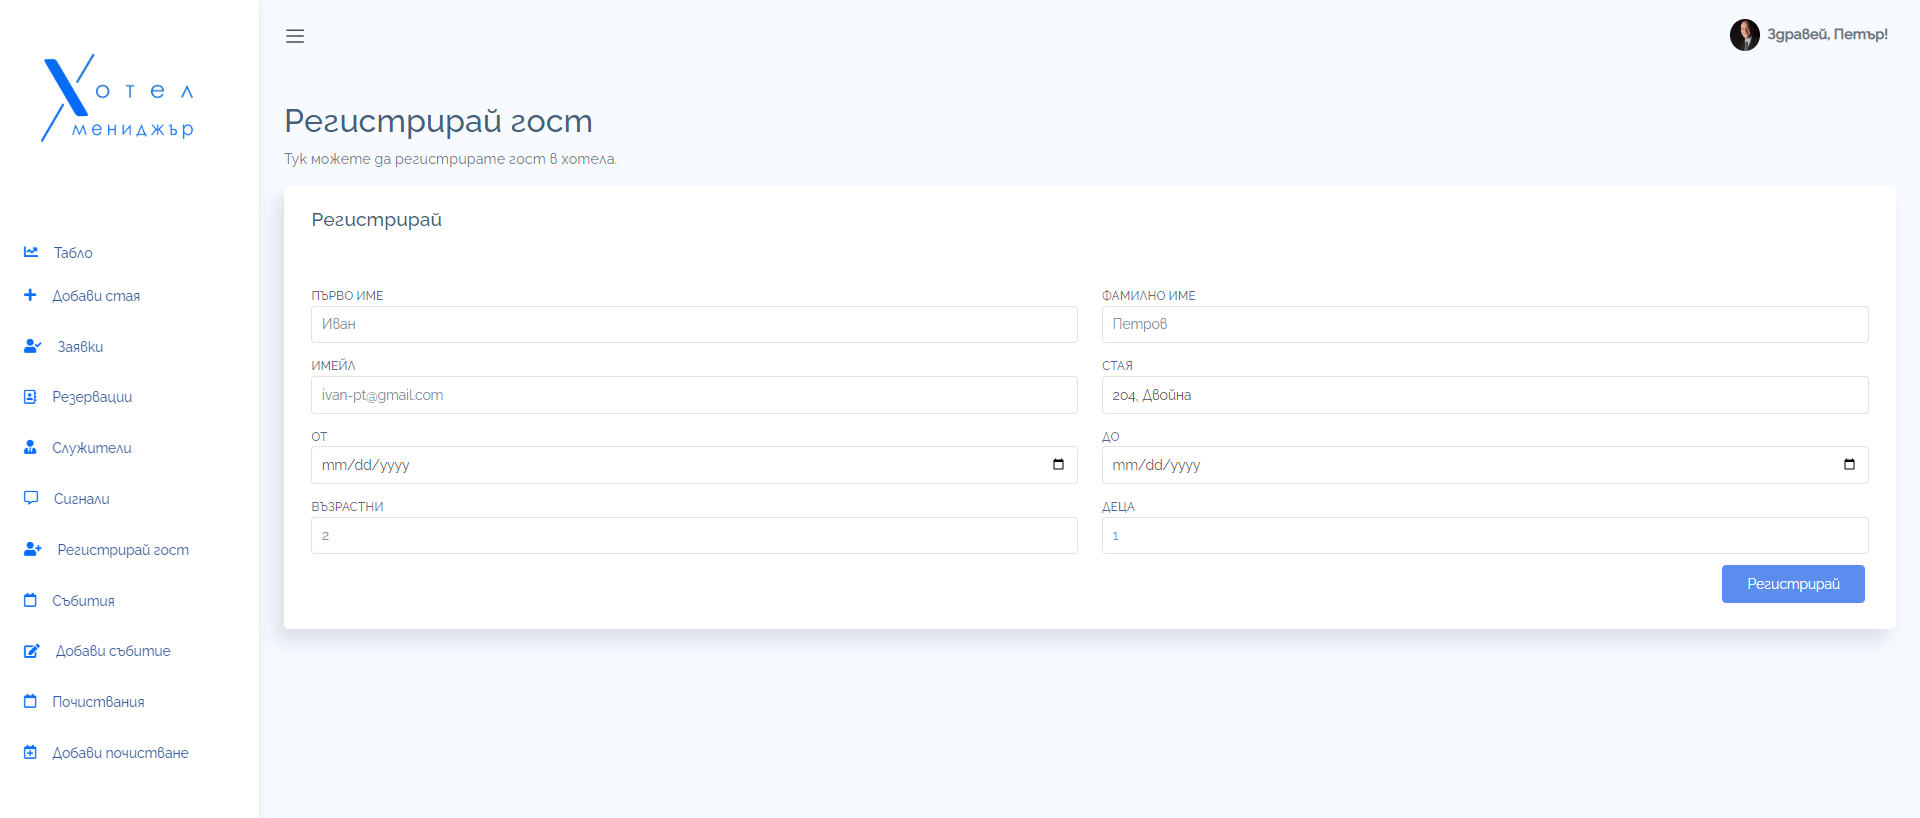 Хотел
мениджър
Здравей, Петър!
Табло
Добави стая
Заявки
Резервации
Служители
Сигнали
Регистрирай гост
Събития
Добави събитие
Почиствания
Добави почистване
Регистрирай гост
Тук можете да регистрирате гост в хотела.
Регистрирай
ПЪРВО ИМЕ
Иван
ФАМИЛНО ИМЕ
Петров
ИМЕЙЛ
ivan-pt@gmail.com
СТАЯ
204, Двойна
ОТ
mm/dd/yyyy
ДО
mm/dd/yyyy
ВЪЗРАСТНИ
2
ДЕЦА
1
Регистрирай